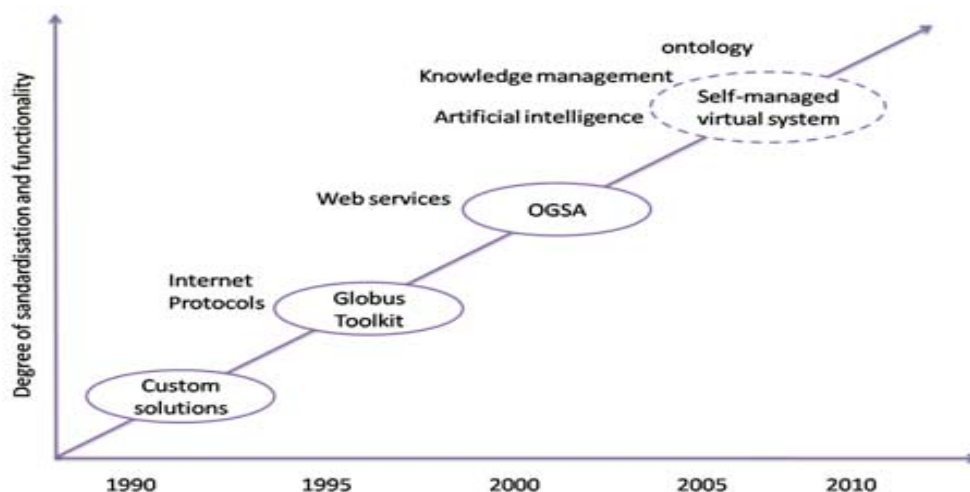 ontology
Knowledge management
Self-managed
virtual system
Artificial intelligence
Web services
OGSA
Internet
Protocols
Globus
Toolkit
Custom
solutions
Degree of sandardisation and functionality
1990 1995 2000 2005 2010